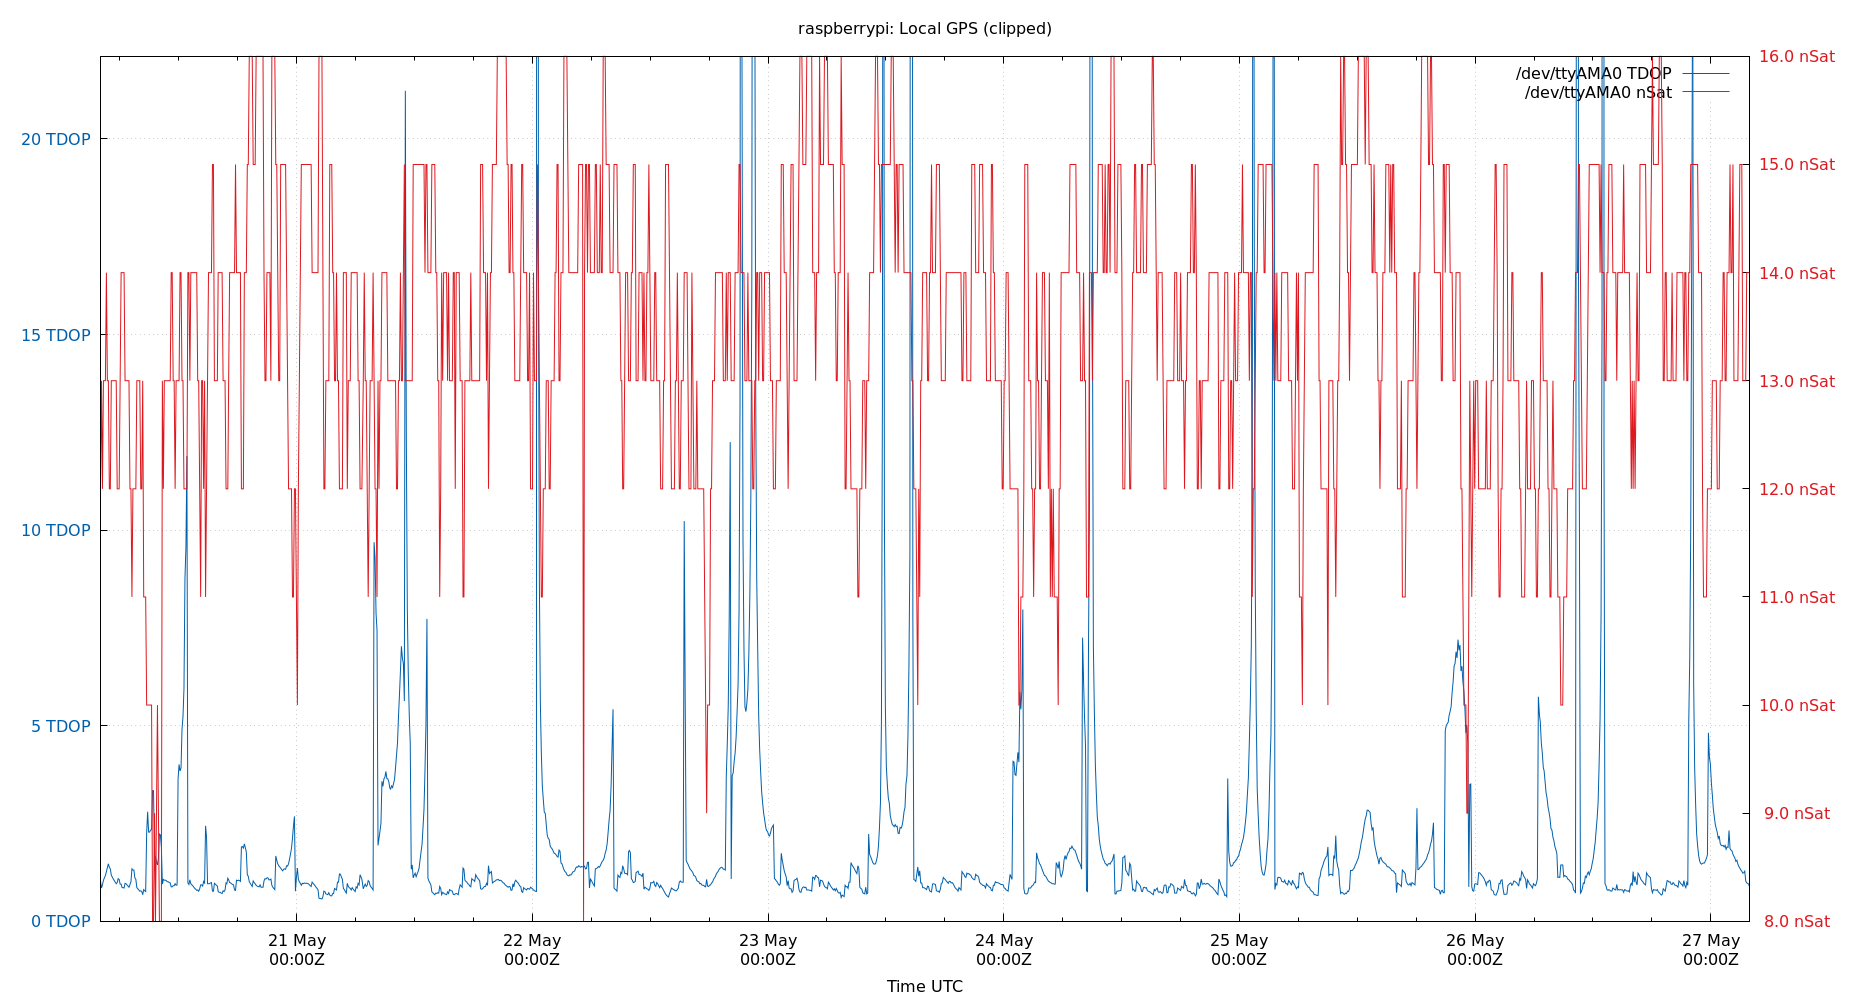 raspberrypi: Local GPS (clipped)
/dev/ttyAMA0 TDOP
/dev/ttyAMA0 nSat
20 TDOP
15 TDOP
10 TDOP
5 TDOP
0 TDOP
16.0 nSat
15.0 nSat
14.0 nSat
13.0 nSat
12.0 nSat
11.0 nSat
10.0 nSat
9.0 nSat
8.0 nSat
21 May
00:00Z
22 May
00:00Z
23 May
00:00Z
24 May
00:00Z
25 May
00:00Z
26 May
00:00Z
27 May
00:00Z
Time UTC